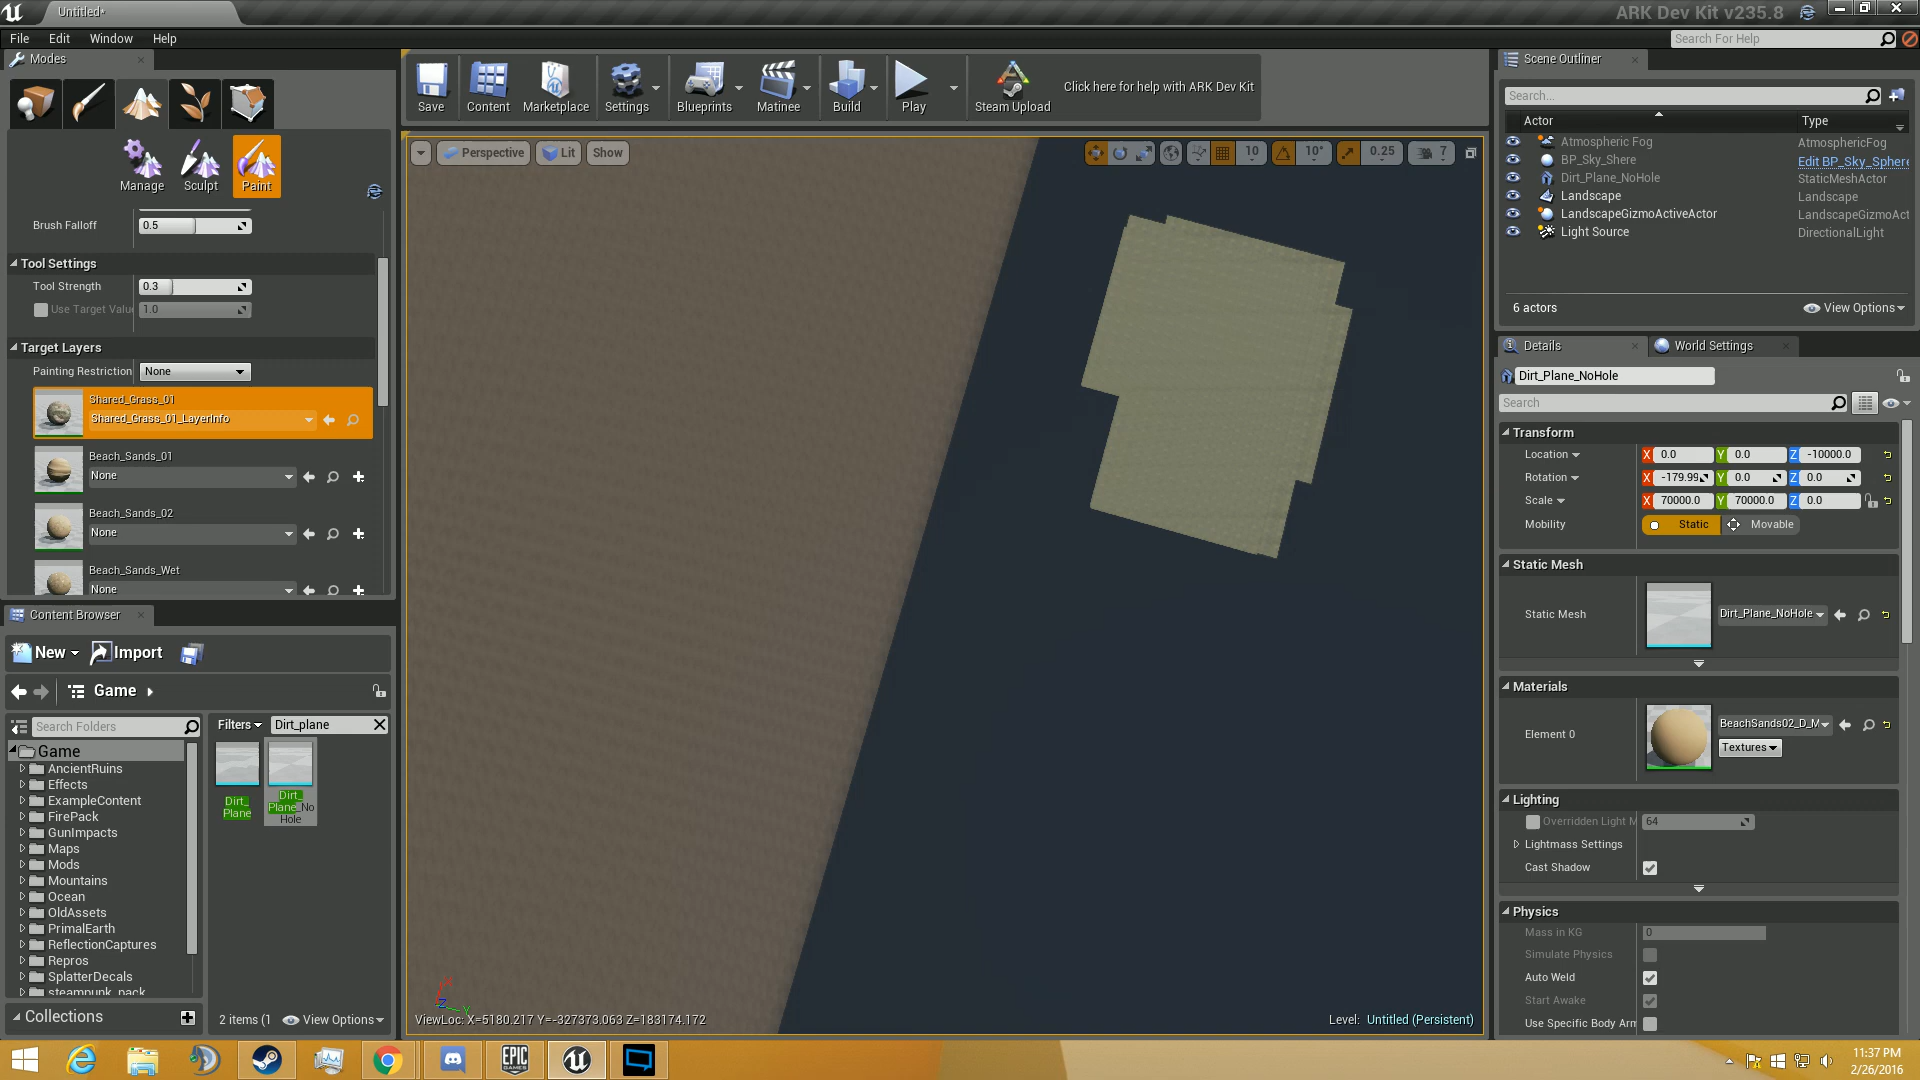 Untitled*
ARK Dev Kit v235.8
File Edit Window Help
Search For Help
Modes
Manage Sculpt Paint
Brush Falloff 0.5
Tool Settings
Tool Strength 0.3
Use Target Valu 1.0
Target Layers
Painting Restriction None
Shared_Grass_01
Shared_Grass_01_LayerInfo
Beach_Sands_01
None
Beach_Sands_02
None
Beach_Sands_Wet
None
Content Browser
New Import
Game
Search Folders
Filters Dirt_plane
Game
AncientRuins
Effects
ExampleContent
FirePack
GunImpacts
Maps
Mods
Mountains
Ocean
OldAssets
PrimalEarth
ReflectionCaptures
Repros
SplatterDecals
steampunk_pack
Dirt_
Plane
Dirt_
Plane_No
Hole
Collections
2 items (1 View Options
Save Content Marketplace Settings Blueprints Matinee Build Play Steam Upload Click here for help with ARK Dev Kit
Perspective Lit Show
10 10° 0.25 7
X
Z Y
ViewLoc: X=5180.217 Y=-327373.063 Z=183174.172
Level: Untitled (Persistent)
Scene Outliner
Search...
Actor Type
Atmospheric Fog AtmosphericFog
BP_Sky_Shere Edit BP_Sky_Sphere
Dirt_Plane_NoHole StaticMeshActor
Landscape Landscape
LandscapeGizmoActiveActor LandscapeGizmoAct
Light Source DirectionalLight
6 actors View Options
Details World Settings
Dirt_Plane_NoHole
Search
Transform
Location X 0.0 Y 0.0 Z -10000.0
Rotation X -179.99 Y 0.0 Z 0.0
Scale X 70000.0 Y 70000.0 Z 0.0
Mobility Static Movable
Static Mesh
Static Mesh Dirt_Plane_NoHole
Materials
Element 0 BeachSands02_D_M
Textures
Lighting
Overridden Light M 64
Lightmass Settings
Cast Shadow
Physics
Mass in KG 0
Simulate Physics
Auto Weld
Start Awake
Use Specific Body Arm
EPIC
GAMES
11:37 PM
2/26/2016